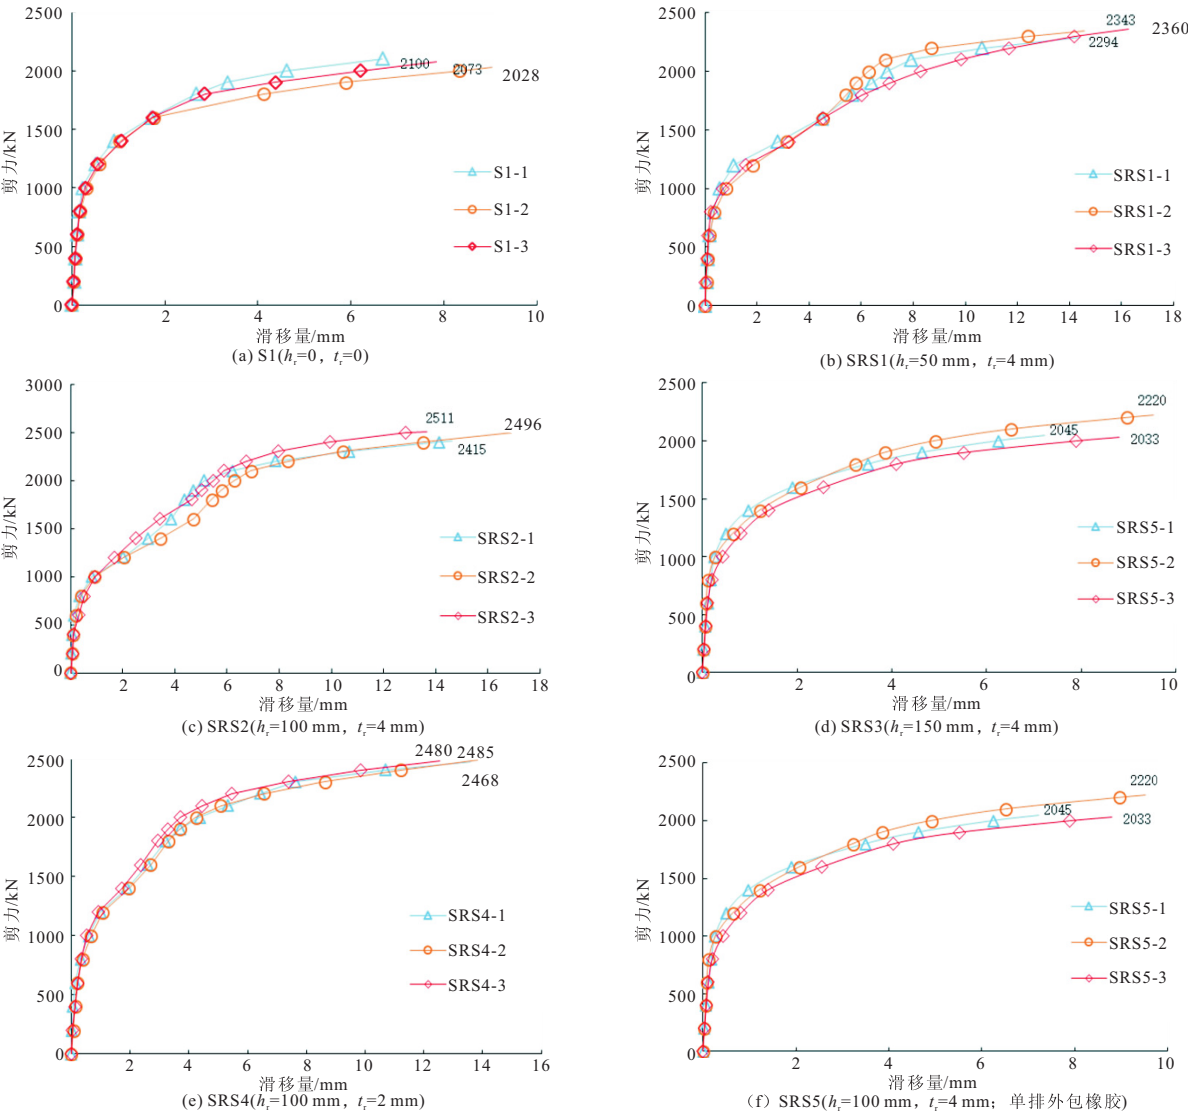 2500
2000
1500
1000
500
0
2
4
6
8
10
剪力/kN
滑移量/mm
2100
2073
2028
S1-1
S1-2
S1-3
(a) S1(hr=0，tr=0)
2500
2000
1500
1000
500
0
2
4
6
8
10
12
14
16
18
剪力/kN
滑移量/mm
2343
2360
2294
SRS1-1
SRS1-2
SRS1-3
(b) SRS1(hr=50 mm，tr=4 mm)
3000
2500
2000
1500
1000
500
0
2
4
6
8
10
12
14
16
18
剪力/kN
滑移量/mm
2511
2496
2415
SRS2-1
SRS2-2
SRS2-3
(c) SRS2(hr=100 mm，tr=4 mm)
2500
2000
1500
1000
500
0
2
4
6
8
10
剪力/kN
滑移量/mm
2220
2045
2033
SRS5-1
SRS5-2
SRS5-3
(d) SRS3(hr=150 mm，tr=4 mm)
2500
2000
1500
1000
500
0
2
4
6
8
10
12
14
16
剪力/kN
滑移量/mm
2480 2485
2468
SRS4-1
SRS4-2
SRS4-3
(e) SRS4(hr=100 mm，tr=2 mm)
2500
2000
1500
1000
500
0
2
4
6
8
10
剪力/kN
滑移量/mm
2220
2045
2033
SRS5-1
SRS5-2
SRS5-3
（f）SRS5(hr=100 mm，tr=4 mm；单排外包橡胶)